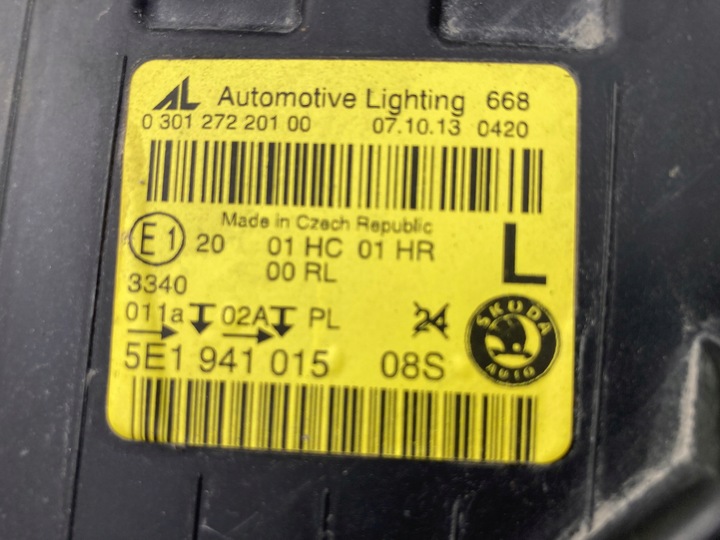 AL Automotive Lighting 668
0 301 272 201 00 07.10.13 0420
Made in Czech Republic
E1 20 01 HC 01 HR L
00 RL
3340
011a 02A PL 24
SKODA AUTO
5E1 941 015 08S